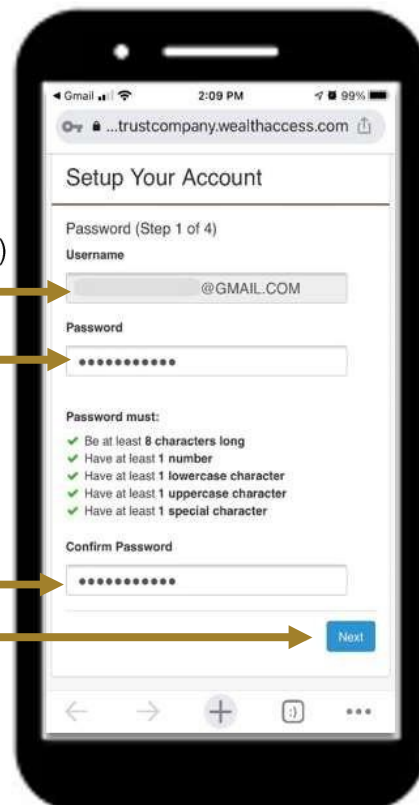 )
◀ Gmail 2:09 PM 99%
...trustcompany.wealthaccess.com
Setup Your Account
Password (Step 1 of 4)
Username
@GMAIL.COM
Password
●●●●●●●●●●●
Password must:
✔ Be at least 8 characters long
✔ Have at least 1 number
✔ Have at least 1 lowercase character
✔ Have at least 1 uppercase character
✔ Have at least 1 special character
Confirm Password
●●●●●●●●●●●
Next
:)